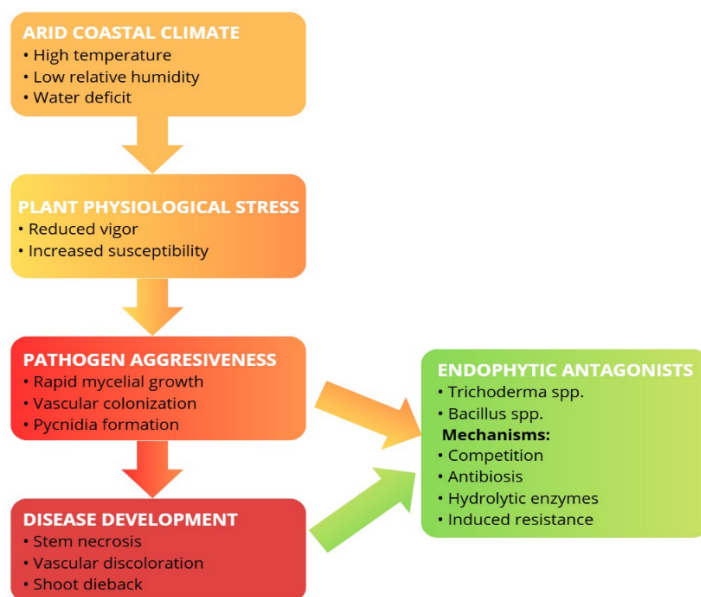 ARID COASTAL CLIMATE
• High temperature
• Low relative humidity
• Water deficit
PLANT PHYSIOLOGICAL STRESS
• Reduced vigor
• Increased susceptibility
PATHOGEN AGGRESIVENESS
• Rapid mycelial growth
• Vascular colonization
• Pycnidia formation
DISEASE DEVELOPMENT
• Stem necrosis
• Vascular discoloration
• Shoot dieback
ENDOPHYTIC ANTAGONISTS
• Trichoderma spp.
• Bacillus spp.
Mechanisms:
• Competition
• Antibiosis
• Hydrolytic enzymes
• Induced resistance